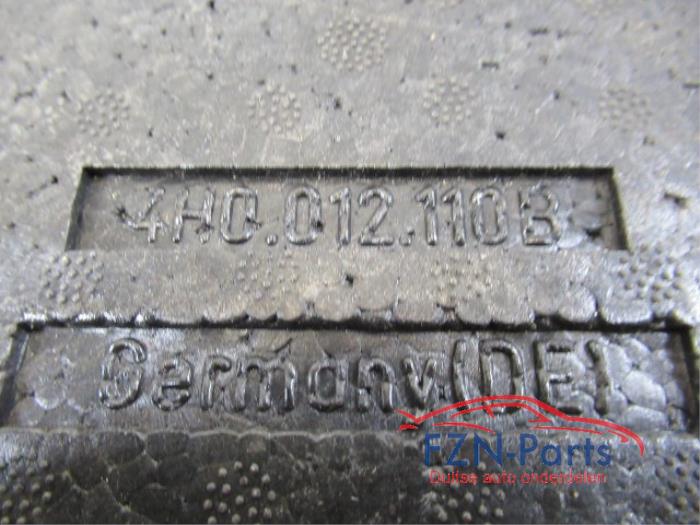 4H0.012.110B
Germany(DE)
FZN-Parts
Duitse auto onderdelen